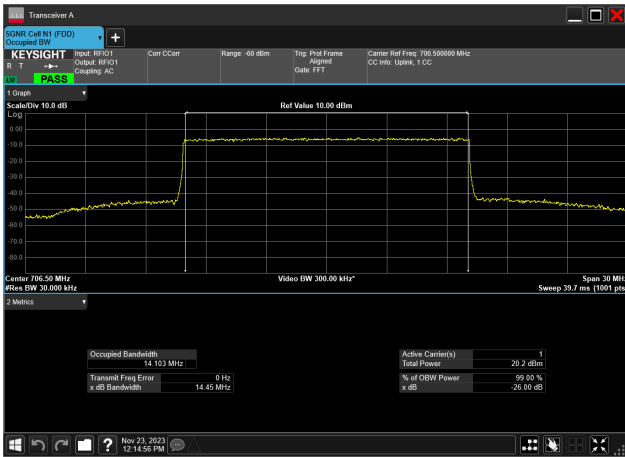 Transceiver A
5GNR Cell N1 (FDD)
Occupied BW
KEYSIGHT
R T
PASS
Input: RFIO1
Output: RFIO1
Coupling: AC
Corr CCorr
Range: -60 dBm
Trig: Prot Frame
Aligned
Gate: FFT
Carrier Ref Freq: 706.500000 MHz
CC Info: Uplink, 1 CC
1 Graph
Scale/Div 10.0 dB
Ref Value 10.00 dBm
Log
0.00
-10.0
-20.0
-30.0
-40.0
-50.0
-60.0
-70.0
-80.0
Center 706.50 MHz
Video BW 300.00 kHz*
Span 30 MHz
#Res BW 30.000 kHz
Sweep 39.7 ms (1001 pts
2 Metrics
Occupied Bandwidth
14.103 MHz
Transmit Freq Error 0 Hz
x dB Bandwidth 14.45 MHz
Active Carrier(s) 1
Total Power 20.2 dBm
% of OBW Power 99.00 %
x dB -26.00 dB
Nov 23, 2023
12:14:56 PM